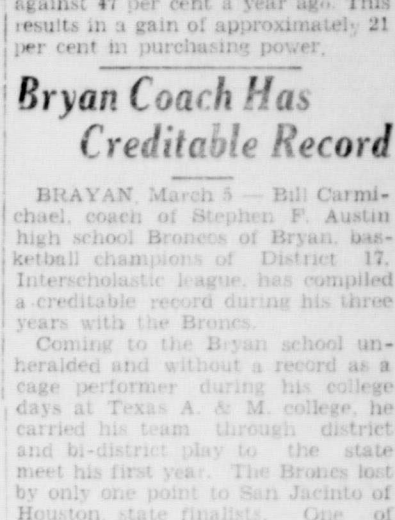 against 47 per cent a year ago. This
results in a gain of approximately 21
per cent in purchasing power.
Bryan Coach Has
Creditable Record
BRAYAN, March 5 — Bill Carmi-
chael, coach of Stephen F. Austin
high school Broncos of Bryan, bas-
ketball champions of District 17,
Interscholastic league, has compiled
a creditable record during his three
years with the Broncs.
Coming to the Bryan school un-
heralded and without a record as a
cage performer during his college
days at Texas A. & M. college, he
carried his team through district
and bi-district play to the state
meet his first year. The Broncs lost
by only one point to San Jacinto of
Houston, state finalists. One of